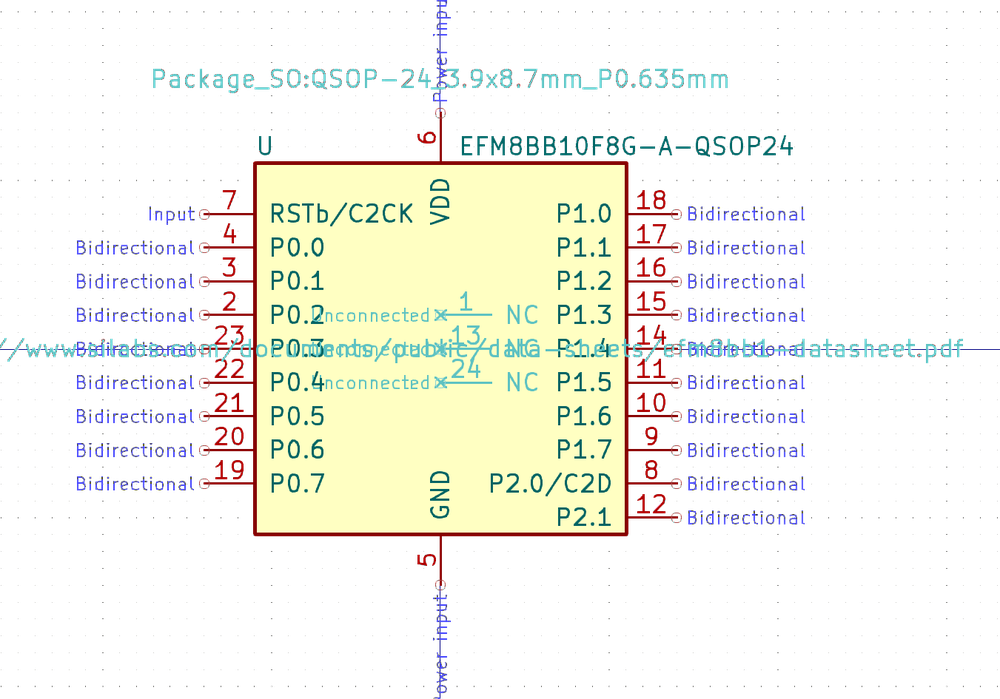 Power input
Package_SO:QSOP-24_3.9x8.7mm_P0.635mm
6
U EFM8BB10F8G-A-QSOP24
VDD
Input 7 RSTb/C2CK P1.0 18 Bidirectional
Bidirectional 4 P0.0 P1.1 17 Bidirectional
Bidirectional 3 P0.1 P1.2 16 Bidirectional
Bidirectional 2 P0.2 Unconnected 1 NC P1.3 15 Bidirectional
Bidirectional 23 P0.3 Unconnected 13 NC P1.4 14 Bidirectional
//www.silabs.com/documents/public/data-sheets/efm8bb1-datasheet.pdf
Bidirectional 22 P0.4 Unconnected 24 NC P1.5 11 Bidirectional
Bidirectional 21 P0.5 P1.6 10 Bidirectional
Bidirectional 20 P0.6 P1.7 9 Bidirectional
Bidirectional 19 P0.7 P2.0/C2D 8 Bidirectional
GND
P2.1 12 Bidirectional
5
ower input